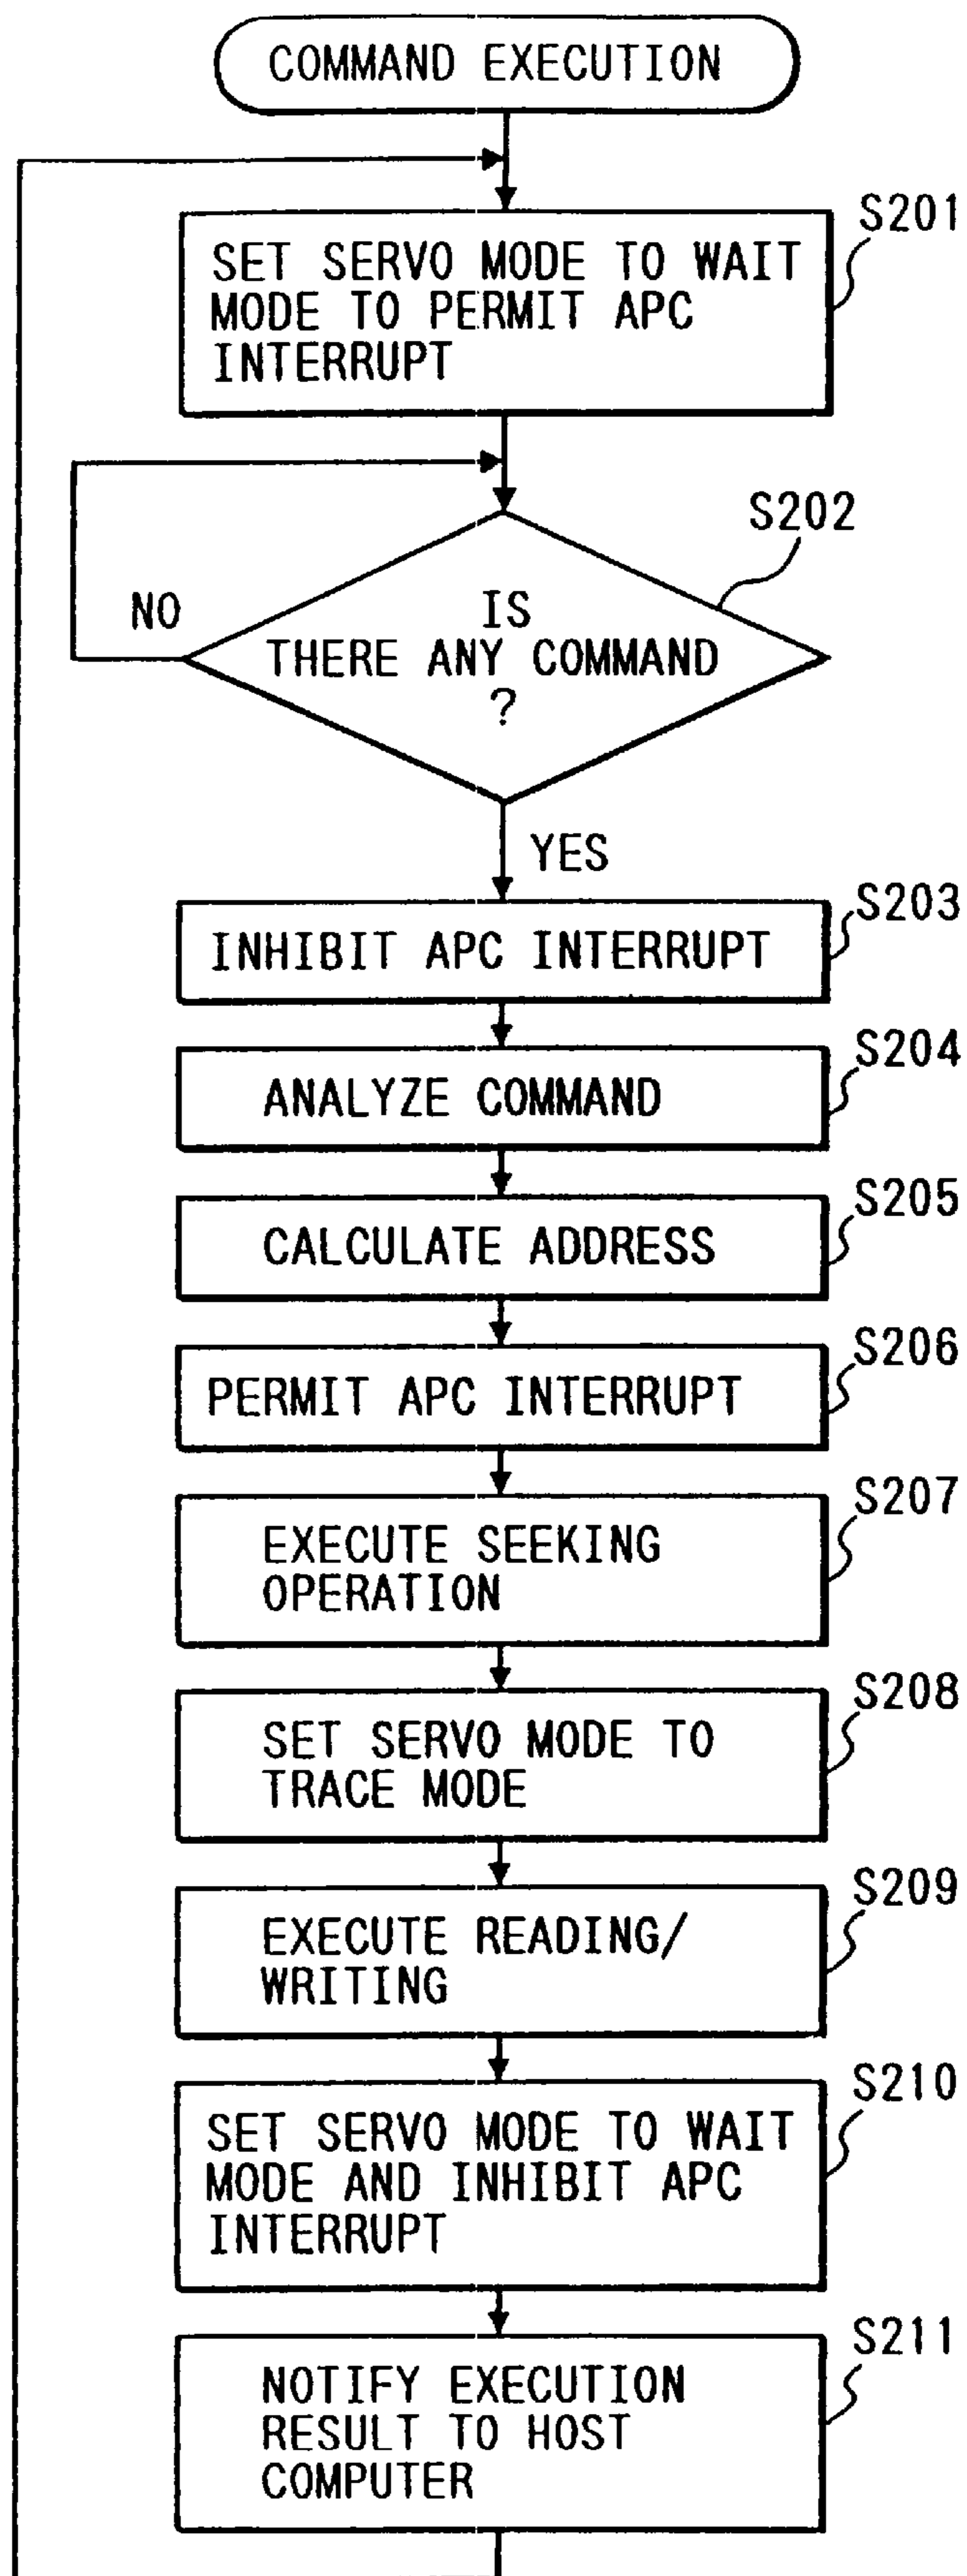 COMMAND EXECUTION
S201
SET SERVO MODE TO WAIT
MODE TO PERMIT APC
INTERRUPT
S202
NO
IS
THERE ANY COMMAND
?
YES
S203
INHIBIT APC INTERRUPT
S204
ANALYZE COMMAND
S205
CALCULATE ADDRESS
S206
PERMIT APC INTERRUPT
S207
EXECUTE SEEKING
OPERATION
S208
SET SERVO MODE TO
TRACE MODE
S209
EXECUTE READING/
WRITING
S210
SET SERVO MODE TO WAIT
MODE AND INHIBIT APC
INTERRUPT
S211
NOTIFY EXECUTION
RESULT TO HOST
COMPUTER